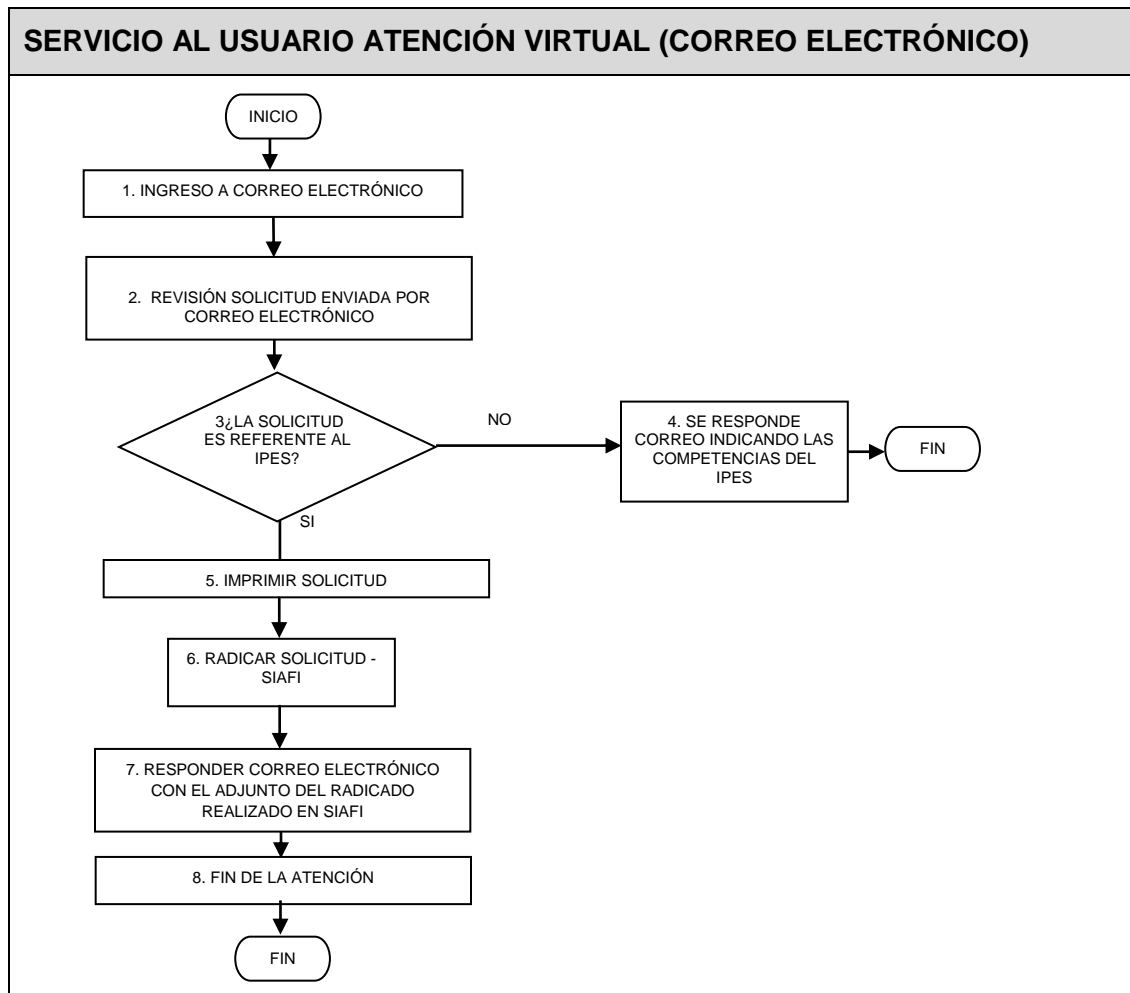 SERVICIO AL USUARIO ATENCIÓN VIRTUAL (CORREO ELECTRÓNICO)
INICIO
1. INGRESO A CORREO ELECTRÓNICO
2. REVISIÓN SOLICITUD ENVIADA POR
CORREO ELECTRÓNICO
3¿LA SOLICITUD
ES REFERENTE AL
IPES?
NO
4. SE RESPONDE
CORREO INDICANDO LAS
COMPETENCIAS DEL
IPES
FIN
SI
5. IMPRIMIR SOLICITUD
6. RADICAR SOLICITUD -
SIAFI
7. RESPONDER CORREO ELECTRÓNICO
CON EL ADJUNTO DEL RADICADO
REALIZADO EN SIAFI
8. FIN DE LA ATENCIÓN
FIN